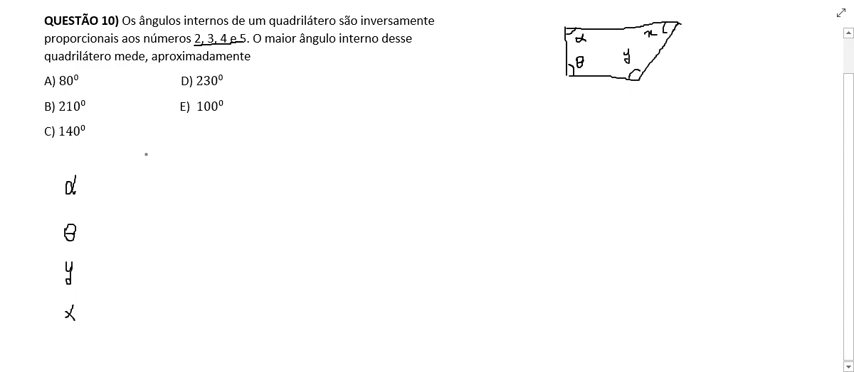 QUESTÃO 10) Os ângulos internos de um quadrilátero são inversamente
proporcionais aos números 2, 3, 4 e 5. O maior ângulo interno desse
quadrilátero mede, aproximadamente
A) 80⁰ D) 230⁰
B) 210⁰ E) 100⁰
C) 140⁰
α x
θ y
α
θ
y
x